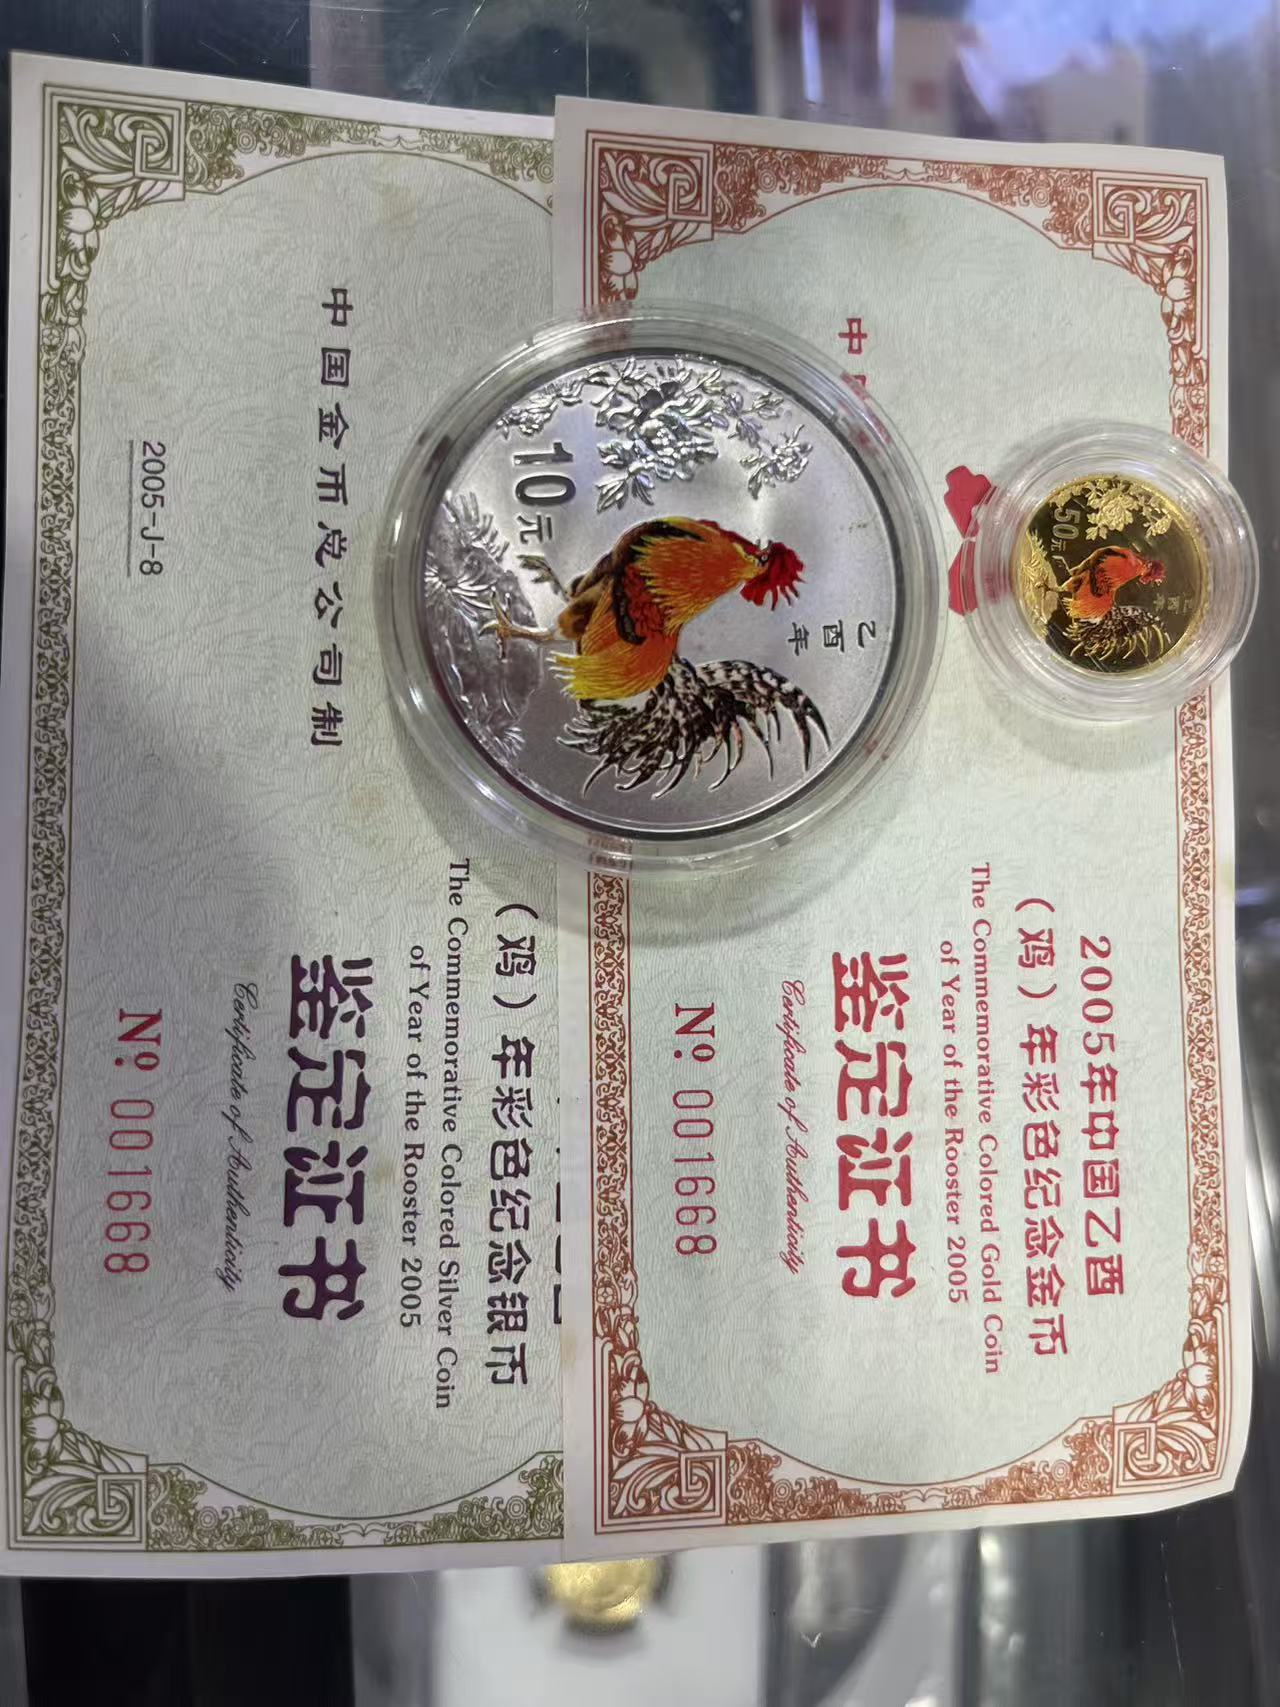 2005年中国乙酉
（鸡）年彩色纪念金币
The Commemorative Colored Gold Coin
of Year of the Rooster 2005
鉴定证书
Certificate of Authenticity
No. 001668
中
50元
乙酉年
10元
乙酉年
（鸡）年彩色纪念银币
The Commemorative Colored Silver Coin
of Year of the Rooster 2005
鉴定证书
Certificate of Authenticity
No. 001668
中国金币总公司制
2005-J-8